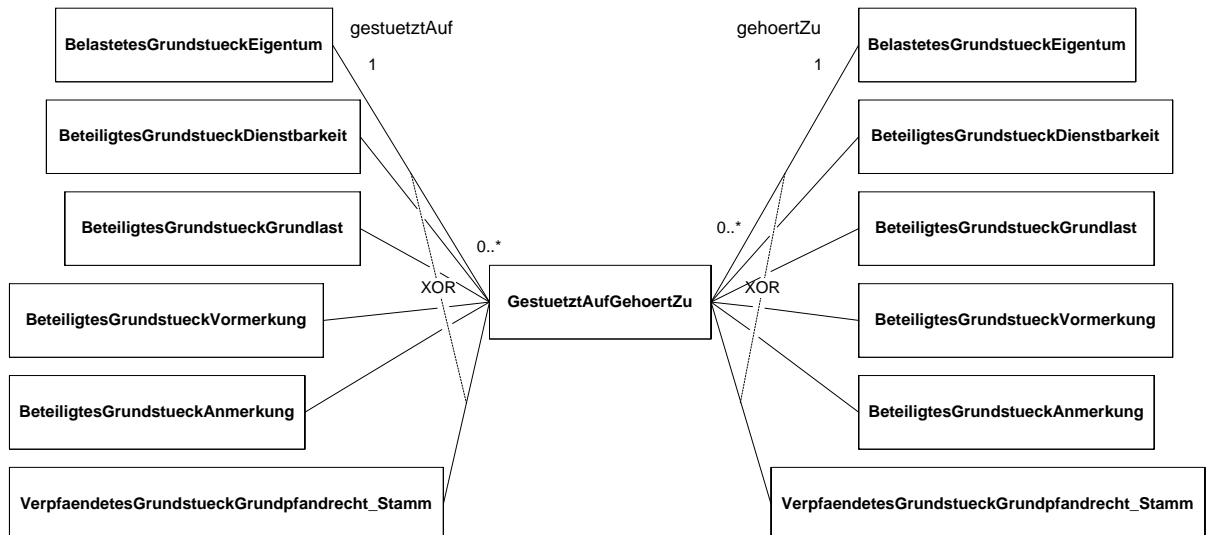 gestuetztAuf
gehoertZu
BelastetesGrundstueckEigentum
BelastetesGrundstueckEigentum
1
1
BeteiligtesGrundstueckDienstbarkeit
BeteiligtesGrundstueckDienstbarkeit
BeteiligtesGrundstueckGrundlast
BeteiligtesGrundstueckGrundlast
0..*
0..*
XOR
XOR
GestuetztAufGehoertZu
BeteiligtesGrundstueckVormerkung
BeteiligtesGrundstueckVormerkung
BeteiligtesGrundstueckAnmerkung
BeteiligtesGrundstueckAnmerkung
VerpfaendetesGrundstueckGrundpfandrecht_Stamm
VerpfaendetesGrundstueckGrundpfandrecht_Stamm